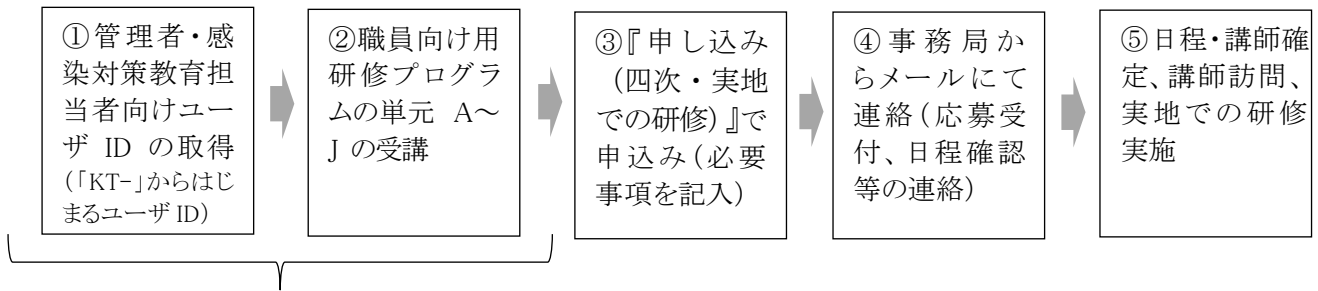 ①管理者・感
染対策教育担
当者向けユー
ザ ID の取得
(「KT-」からはじ
まるユーザ ID)
②職員向け用
研修プログラ
ムの単元 A～
J の受講
③『申し込み
(四次・実地
での研修)』で
申込み(必要
事項を記入)
④事務局か
らメールにて
連絡(応募受
付、日程確認
等の連絡)
⑤日程・講師確
定、講師訪問、
実地での研修
実施